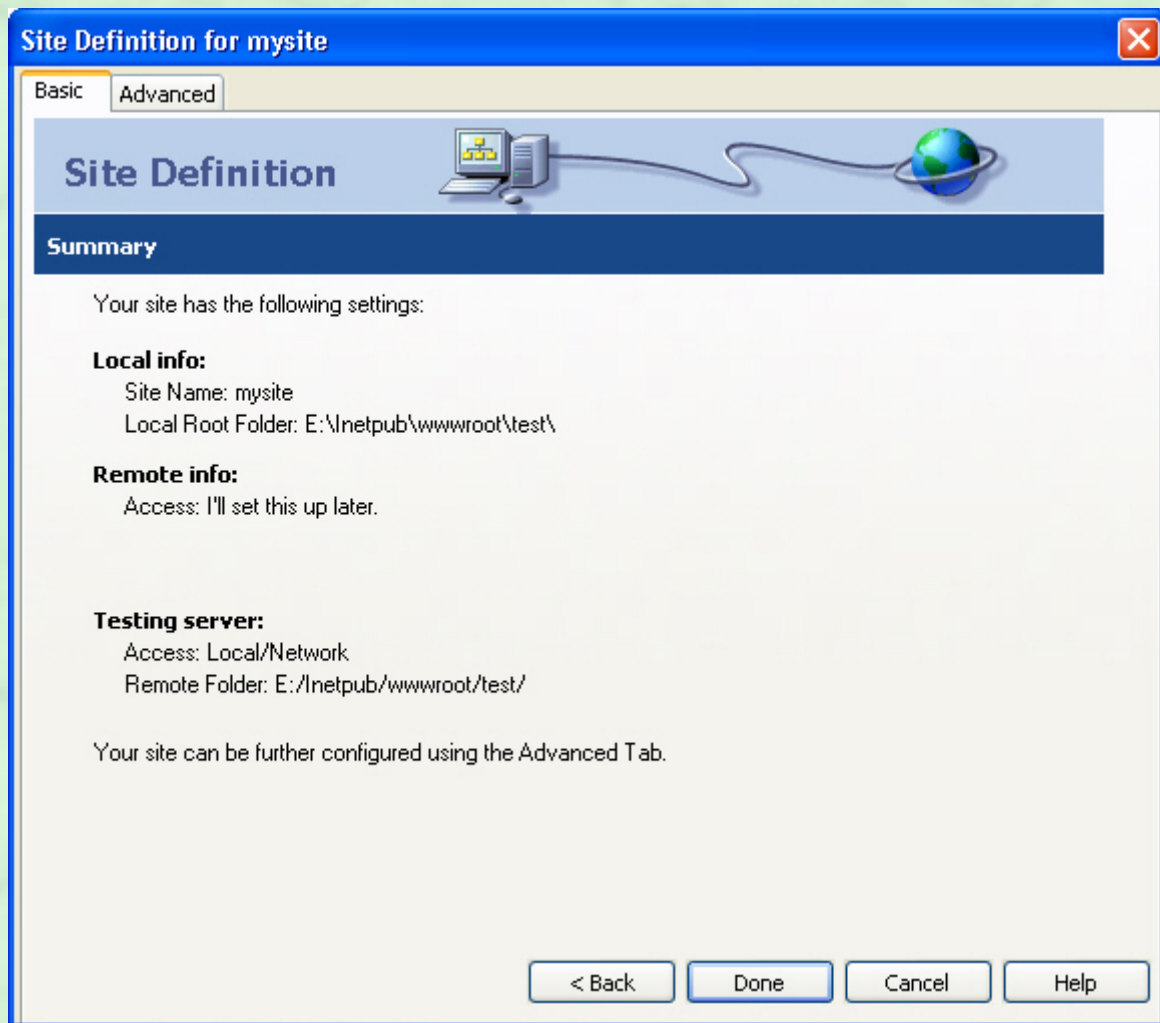 Site Definition for mysite
Basic
Advanced
Site Definition
Summary
Your site has the following settings:
Local info:
Site Name: mysite
Local Root Folder: E:\Inetpub\wwwroot\test\
Remote info:
Access: I'll set this up later.
Testing server:
Access: Local/Network
Remote Folder: E:/Inetpub/wwwroot/test/
Your site can be further configured using the Advanced Tab.
< Back
Done
Cancel
Help